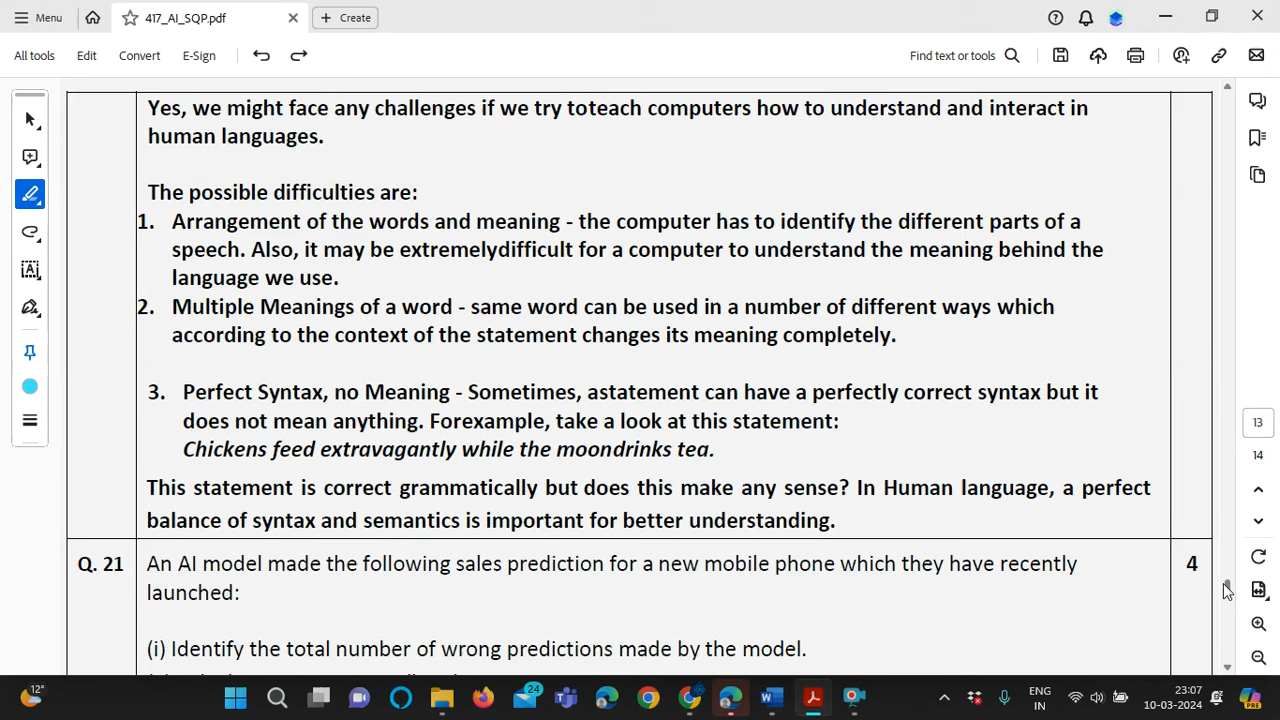 Menu
417_AI_SQP.pdf
Create
All tools
Edit
Convert
E-Sign
Find text or tools
Yes, we might face any challenges if we try toteach computers how to understand and interact in
human languages.
The possible difficulties are:
1. Arrangement of the words and meaning - the computer has to identify the different parts of a
speech. Also, it may be extremelydifficult for a computer to understand the meaning behind the
language we use.
2. Multiple Meanings of a word - same word can be used in a number of different ways which
according to the context of the statement changes its meaning completely.
3. Perfect Syntax, no Meaning - Sometimes, astatement can have a perfectly correct syntax but it
does not mean anything. Forexample, take a look at this statement:
Chickens feed extravagantly while the moondrinks tea.
This statement is correct grammatically but does this make any sense? In Human language, a perfect
balance of syntax and semantics is important for better understanding.
Q. 21 An AI model made the following sales prediction for a new mobile phone which they have recently 4
launched:
(i) Identify the total number of wrong predictions made by the model.
13
14
12°
24
ENG
IN
23:07
10-03-2024
PRE